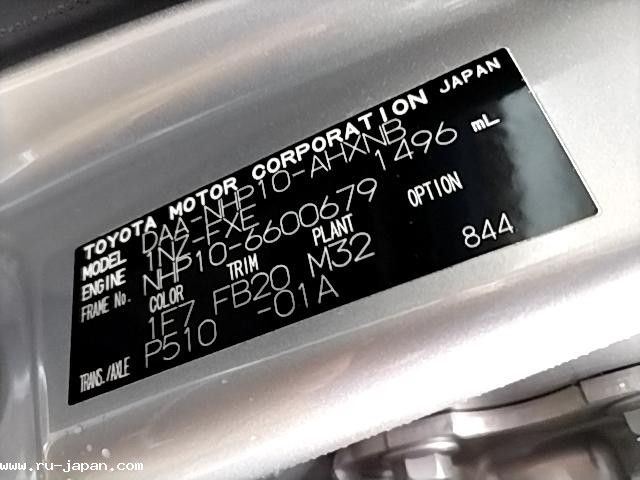 TOYOTA MOTOR CORPORATION JAPAN
MODEL DAA-NHP10-AHXNB
ENGINE 1NZ-FXE 1496 mL
FRAME No. NHP10-6600679
COLOR TRIM PLANT OPTION
1F7 FB20 M32 844
TRANS./AXLE P510 -01A
www.ru-japan.com